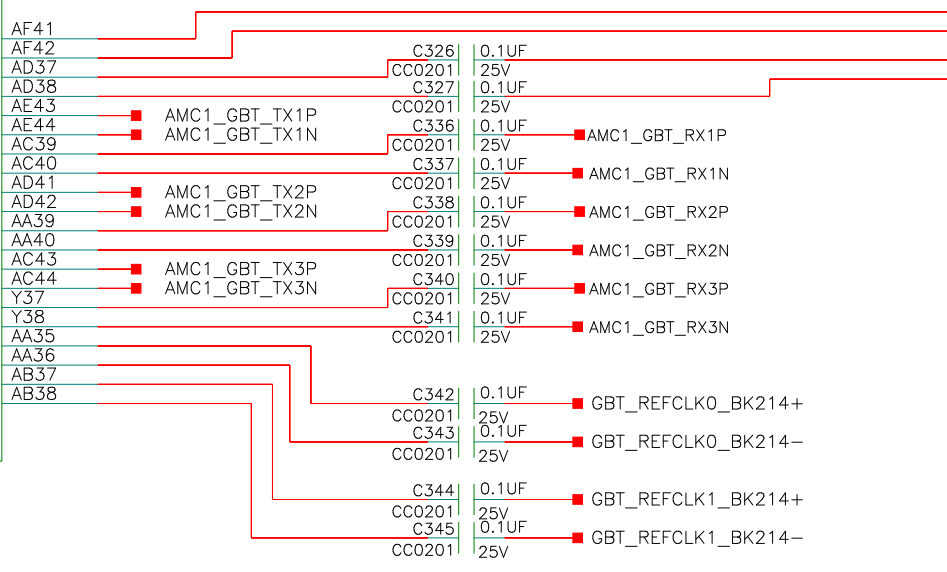 AF41
AF42
AD37
AD38
AE43
AE44
AC39
AC40
AD41
AD42
AA39
AA40
AC43
AC44
Y37
Y38
AA35
AA36
AB37
AB38
AMC1_GBT_TX1P
AMC1_GBT_TX1N
AMC1_GBT_TX2P
AMC1_GBT_TX2N
AMC1_GBT_TX3P
AMC1_GBT_TX3N
C326 0.1UF
CC0201 25V
C327 0.1UF
CC0201 25V
C336 0.1UF
CC0201 25V
C337 0.1UF
CC0201 25V
C338 0.1UF
CC0201 25V
C339 0.1UF
CC0201 25V
C340 0.1UF
CC0201 25V
C341 0.1UF
CC0201 25V
C342 0.1UF
CC0201 25V
C343 0.1UF
CC0201 25V
C344 0.1UF
CC0201 25V
C345 0.1UF
CC0201 25V
AMC1_GBT_RX1P
AMC1_GBT_RX1N
AMC1_GBT_RX2P
AMC1_GBT_RX2N
AMC1_GBT_RX3P
AMC1_GBT_RX3N
GBT_REFCLK0_BK214+
GBT_REFCLK0_BK214-
GBT_REFCLK1_BK214+
GBT_REFCLK1_BK214-